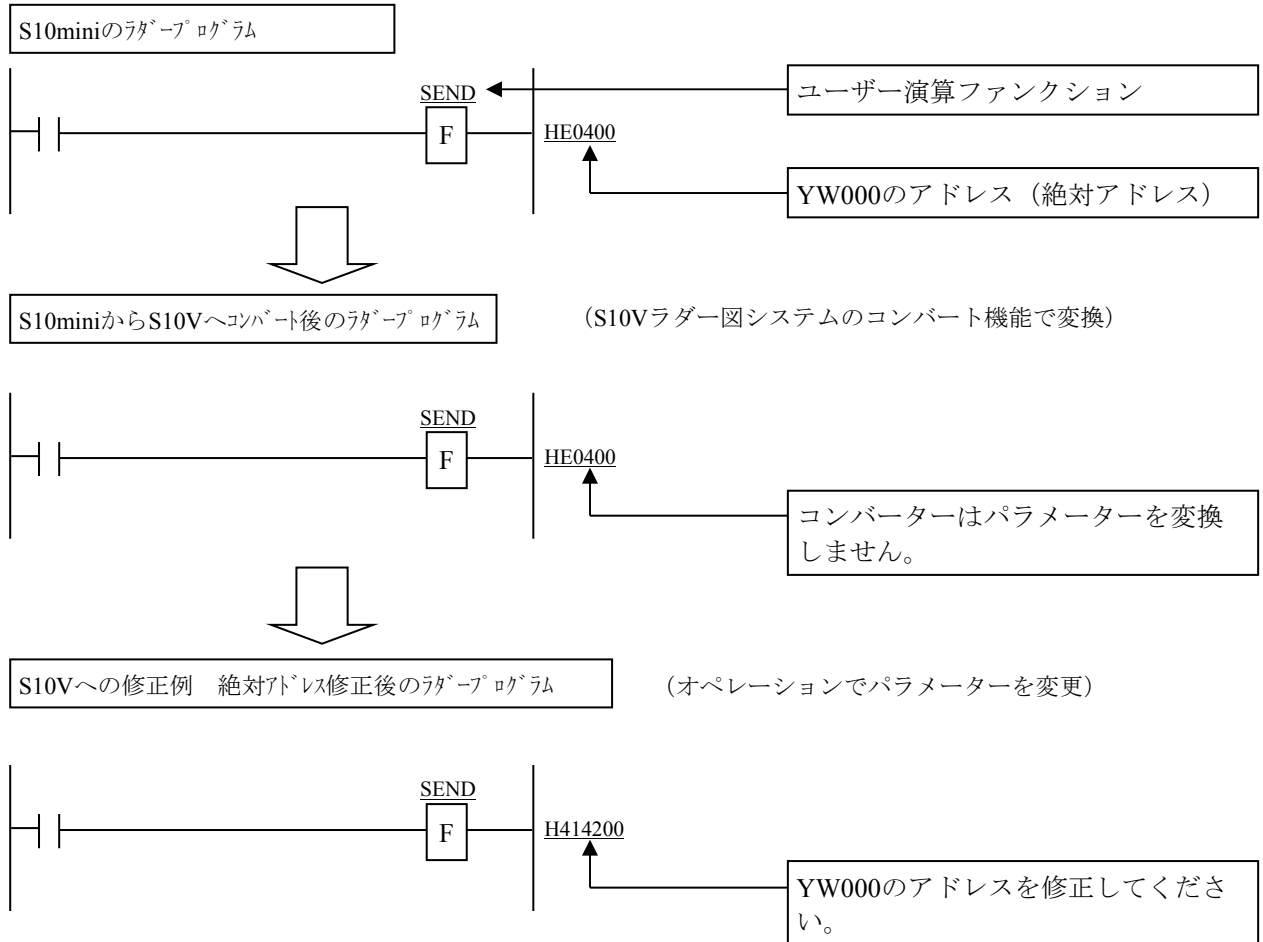 S10miniのﾗﾀﾞｰﾌﾟﾛｸﾞﾗﾑ
SEND
ユーザー演算ファンクション
F
HE0400
YW000のアドレス（絶対アドレス）
S10miniからS10Vへｺﾝﾊﾞｰﾄ後のﾗﾀﾞｰﾌﾟﾛｸﾞﾗﾑ
（S10Vラダー図システムのコンバート機能で変換）
SEND
F
HE0400
コンバーターはパラメーターを変換
しません。
S10Vへの修正例　絶対ｱﾄﾞﾚｽ修正後のﾗﾀﾞｰﾌﾟﾛｸﾞﾗﾑ
（オペレーションでパラメーターを変更）
SEND
F
H414200
YW000のアドレスを修正してくださ
い。